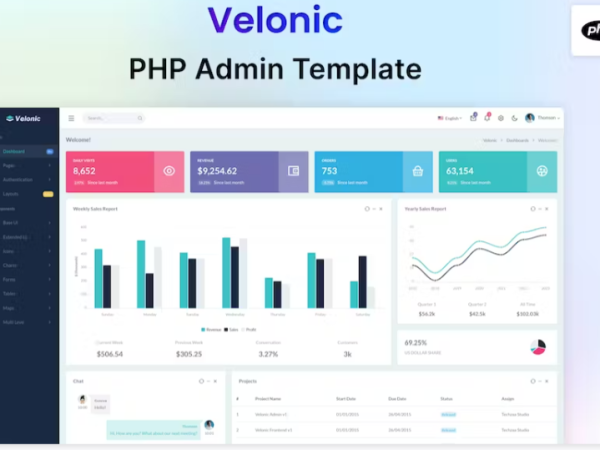 Velonic
PHP Admin Template
php
Velonic
Search...
English
Thomson
Dashboard
Pages
Authentication
Layouts
Base UI
Icons
Charts
Forms
Tables
Maps
Multi Level
Welcome!
Velonic
Dashboards
Welcome!
DAILY VISITS
8,652
Since last month
REVENUE
$9,254.62
Since last month
ORDERS
753
Since last month
USERS
63,154
Since last month
Weekly Sales Report
Sunday
Monday
Tuesday
Wednesday
Thursday
Friday
Saturday
Revenue
Sales
Profit
Current Week
$506.54
Previous Week
$305.25
Conversation
3.27%
Customers
3k
Yearly Sales Report
Quarter 1
$56.2k
Quarter 2
$42.5k
All Time
$102.03k
69.25%
US DOLLAR SHARE
Chat
Projects
#
Project Name
Start Date
Due Date
Status
Assign
1
Velonic Admin v1
01/01/2015
26/04/2015
Released
Techzaa Studio
2
Velonic Frontend v1
01/01/2015
26/04/2015
Released
Techzaa Studio